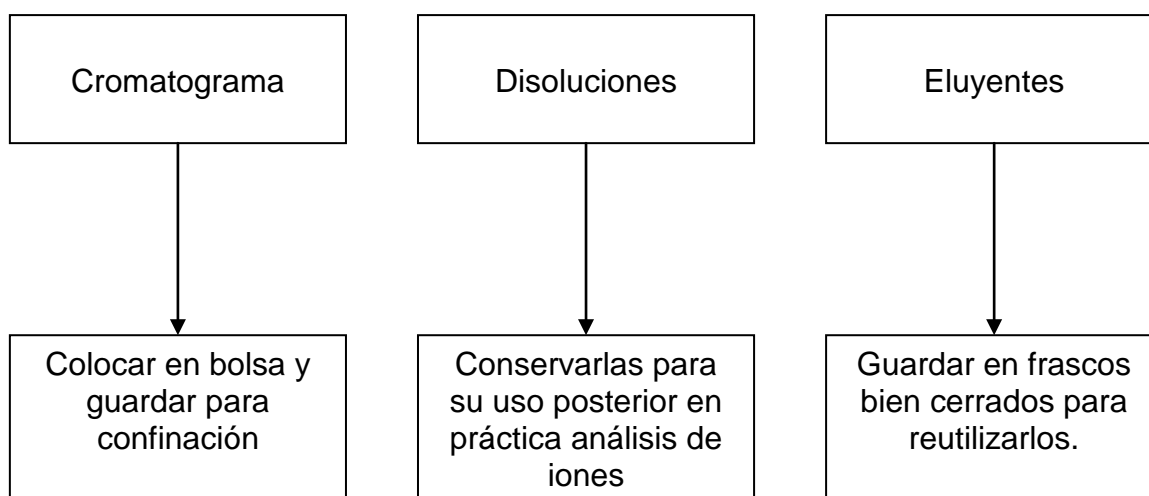 Cromatograma
Disoluciones
Eluyentes
Colocar en bolsa y
guardar para
confinación
Conservarlas para
su uso posterior en
práctica análisis de
iones
Guardar en frascos
bien cerrados para
reutilizarlos.